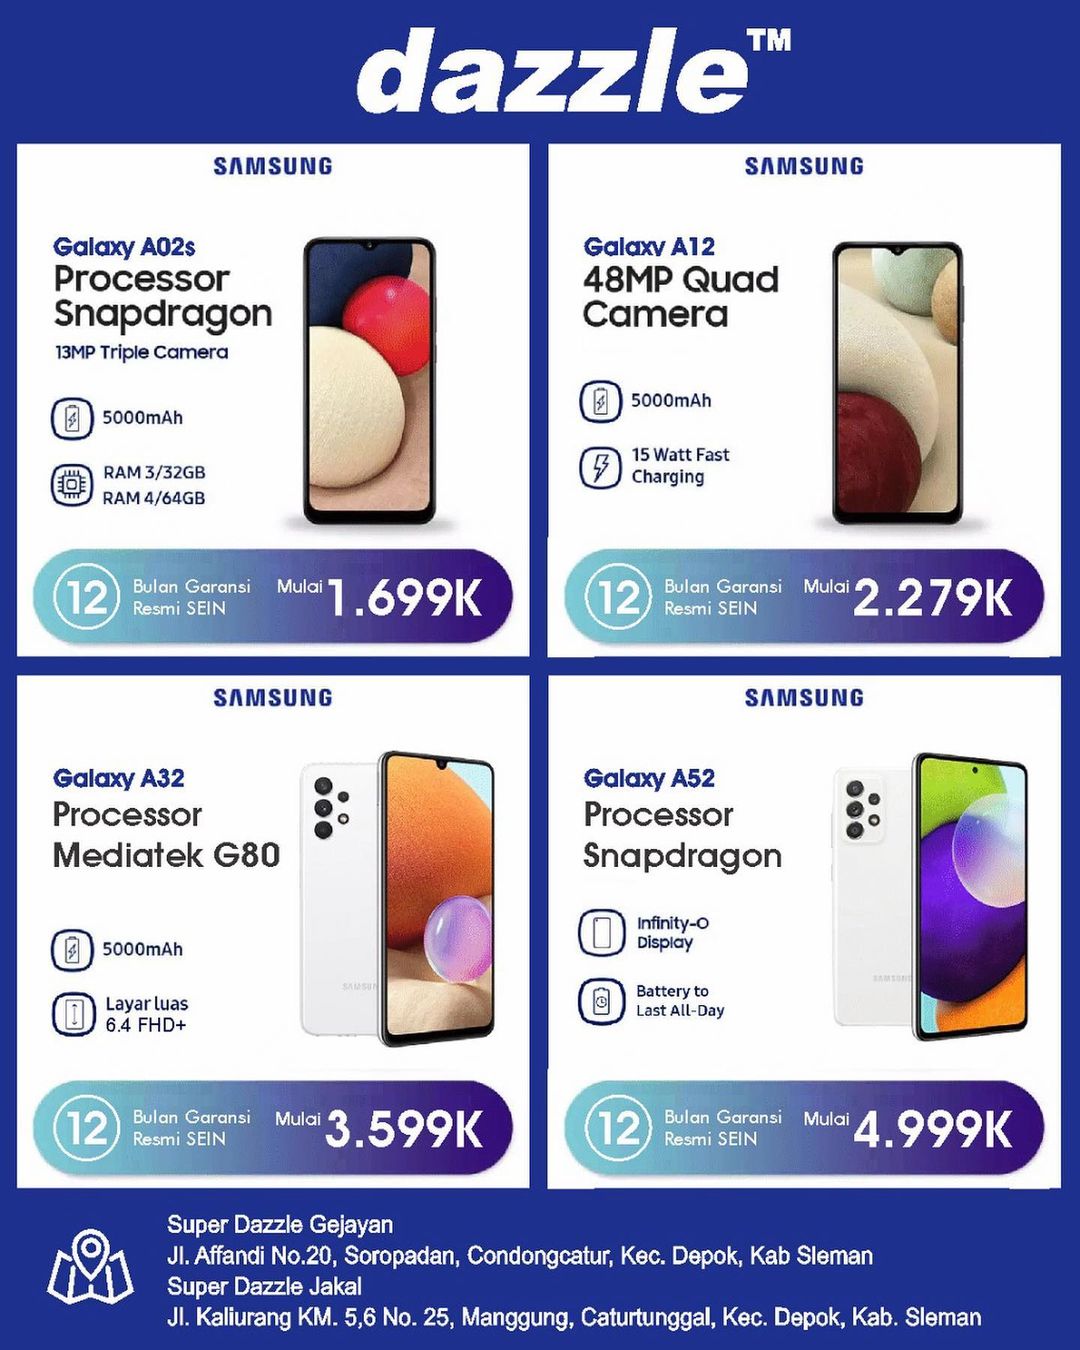 dazzle™
SAMSUNG
Galaxy A02s
Processor
Snapdragon
13MP Triple Camera
5000mAh
RAM 3/32GB
RAM 4/64GB
12
Bulan Garansi
Resmi SEIN
Mulai 1.699K
SAMSUNG
Galaxy A12
48MP Quad
Camera
5000mAh
15 Watt Fast
Charging
12
Bulan Garansi
Resmi SEIN
Mulai 2.279K
SAMSUNG
Galaxy A32
Processor
Mediatek G80
5000mAh
Layar luas
6.4 FHD+
SAMSUN
12
Bulan Garansi
Resmi SEIN
Mulai 3.599K
SAMSUNG
Galaxy A52
Processor
Snapdragon
Infinity-O
Display
Battery to
Last All-Day
SAMSUNG
12
Bulan Garansi
Resmi SEIN
Mulai 4.999K
Super Dazzle Gejayan
Jl. Affandi No.20, Soropadan, Condongcatur, Kec. Depok, Kab Sleman
Super Dazzle Jakal
Jl. Kaliurang KM. 5,6 No. 25, Manggung, Caturtunggal, Kec. Depok, Kab. Sleman